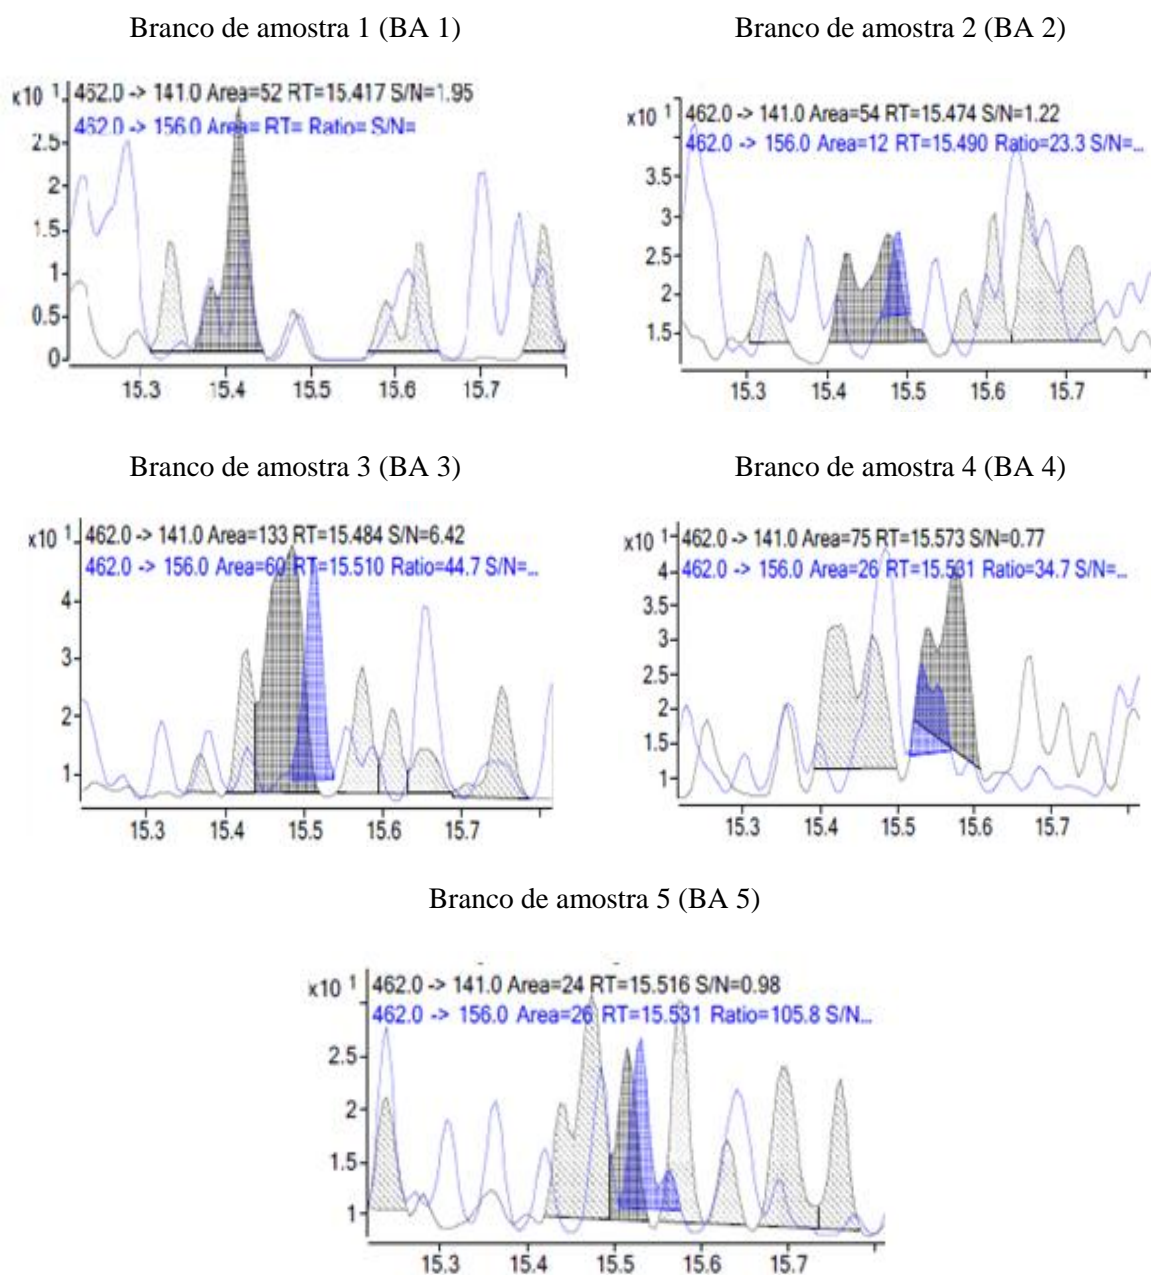 Branco de amostra 1 (BA 1)
x10 1
462.0 -> 141.0 Area=52 RT=15.417 S/N=1.95
462.0 -> 156.0 Area= RT= Ratio= S/N=
2.5
2
1.5
1
0.5
0
15.3 15.4 15.5 15.6 15.7
Branco de amostra 2 (BA 2)
x10 1
462.0 -> 141.0 Area=54 RT=15.474 S/N=1.22
462.0 -> 156.0 Area=12 RT=15.490 Ratio=23.3 S/N=...
3.5
3
2.5
2
1.5
15.3 15.4 15.5 15.6 15.7
Branco de amostra 3 (BA 3)
x10 1
462.0 -> 141.0 Area=133 RT=15.484 S/N=6.42
462.0 -> 156.0 Area=60 RT=15.510 Ratio=44.7 S/N=...
4
3
2
1
15.3 15.4 15.5 15.6 15.7
Branco de amostra 4 (BA 4)
x10 1
462.0 -> 141.0 Area=75 RT=15.573 S/N=0.77
462.0 -> 156.0 Area=26 RT=15.531 Ratio=34.7 S/N=...
4
3.5
3
2.5
2
1.5
1
15.3 15.4 15.5 15.6 15.7
Branco de amostra 5 (BA 5)
x10 1
462.0 -> 141.0 Area=24 RT=15.516 S/N=0.98
462.0 -> 156.0 Area=26 RT=15.531 Ratio=105.8 S/N...
2.5
2
1.5
1
15.3 15.4 15.5 15.6 15.7